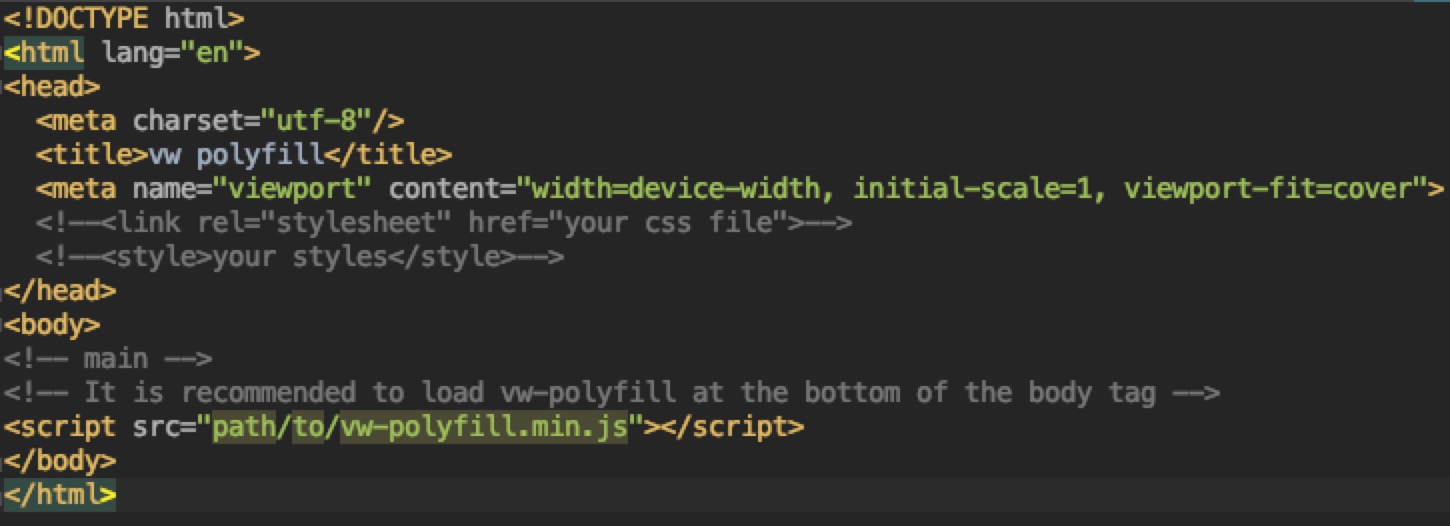 <!DOCTYPE html>
<html lang="en">
<head>
  <meta charset="utf-8"/>
  <title>vw polyfill</title>
  <meta name="viewport" content="width=device-width, initial-scale=1, viewport-fit=cover">
  <!--<link rel="stylesheet" href="your css file">-->
  <!--<style>your styles</style>-->
</head>
<body>
<!-- main -->
<!-- It is recommended to load vw-polyfill at the bottom of the body tag -->
<script src="path/to/vw-polyfill.min.js"></script>
</body>
</html>